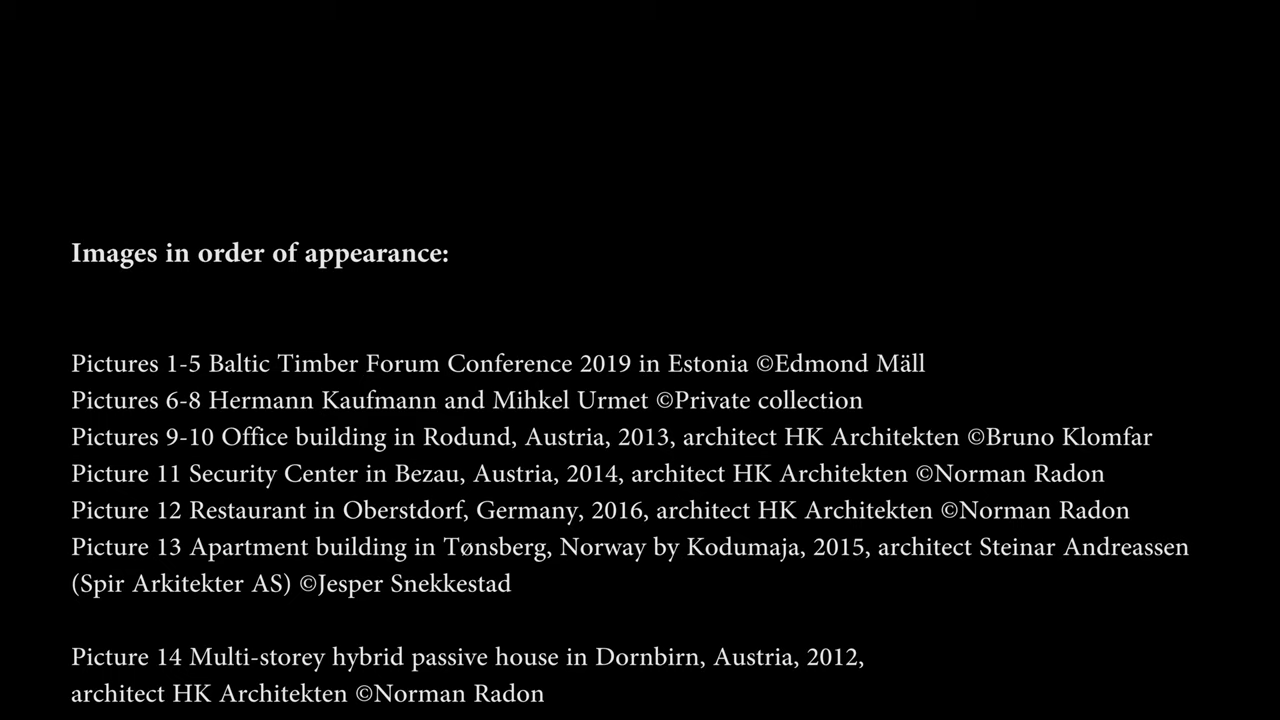 Images in order of appearance:
Pictures 1-5 Baltic Timber Forum Conference 2019 in Estonia ©Edmond Mäll
Pictures 6-8 Hermann Kaufmann and Mihkel Urmet ©Private collection
Pictures 9-10 Office building in Rodund, Austria, 2013, architect HK Architekten ©Bruno Klomfar
Picture 11 Security Center in Bezau, Austria, 2014, architect HK Architekten ©Norman Radon
Picture 12 Restaurant in Oberstdorf, Germany, 2016, architect HK Architekten ©Norman Radon
Picture 13 Apartment building in Tønsberg, Norway by Kodumaja, 2015, architect Steinar Andreassen
(Spir Arkitekter AS) ©Jesper Snekkestad
Picture 14 Multi-storey hybrid passive house in Dornbirn, Austria, 2012,
architect HK Architekten ©Norman Radon